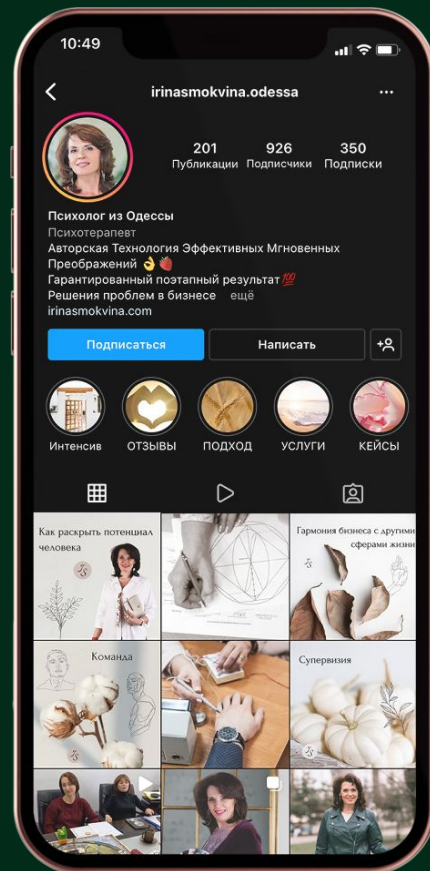 10:49
irinasmokvina.odessa
201 926 350
Публикации Подписчики Подписки
Психолог из Одессы
Психотерапевт
Авторская Технология Эффективных Мгновенных
Преображений 👌🍓
Гарантированный поэтапный результат💯
Решения проблем в бизнесе ещё
irinasmokvina.com
Подписаться Написать
Интенсив ОТЗЫВЫ ПОДХОД УСЛУГИ КЕЙСЫ
Как раскрыть потенциал
человека
Гармония бизнеса с другими
сферами жизни
Команда
Супервизия